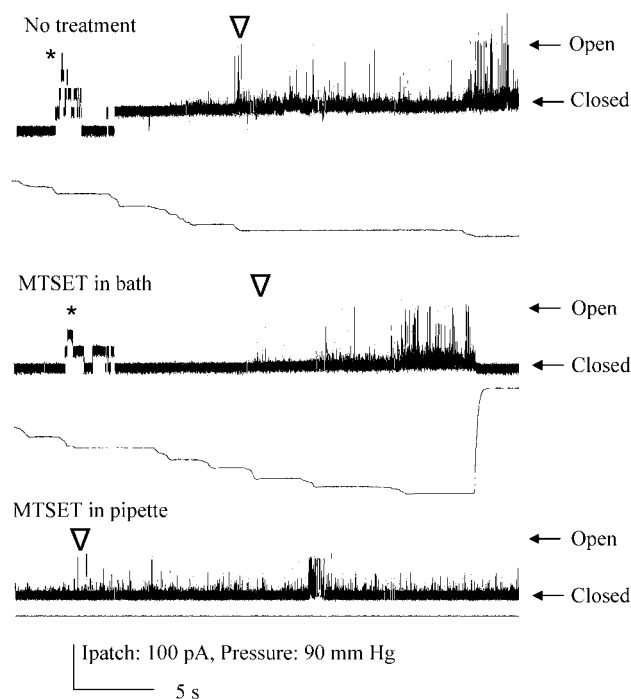 No treatment
*
Open
Closed
MTSET in bath
*
Open
Closed
MTSET in pipette
Open
Closed
Ipatch: 100 pA, Pressure: 90 mm Hg
5 s